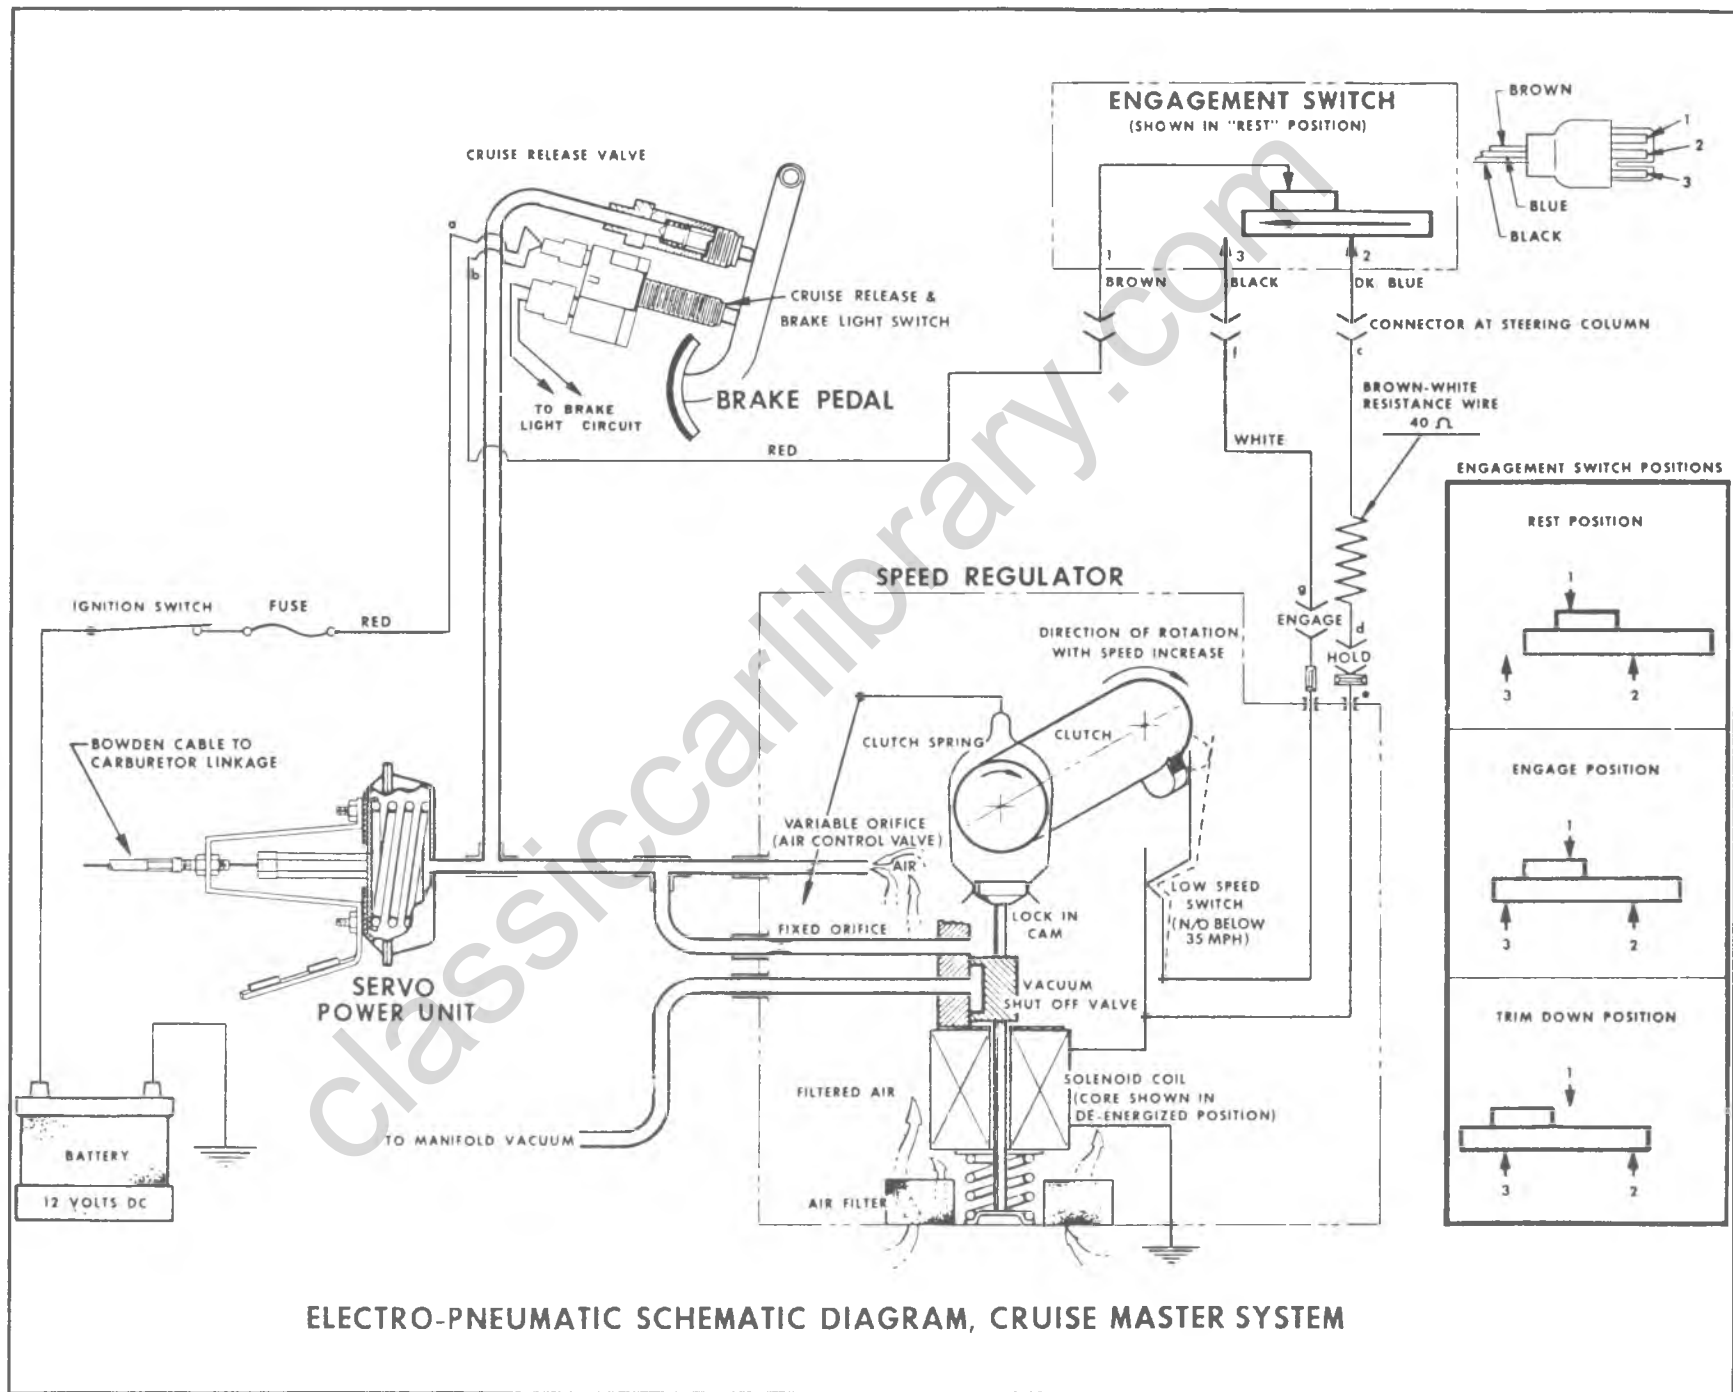 ENGAGEMENT SWITCH
(SHOWN IN "REST" POSITION)
BROWN
1
2
3
BLUE
BLACK
CRUISE RELEASE VALVE
a
b
1
3
2
BROWN
BLACK
DK BLUE
CRUISE RELEASE &
BRAKE LIGHT SWITCH
CONNECTOR AT STEERING COLUMN
f
c
BROWN-WHITE
RESISTANCE WIRE
40 Ω
BRAKE PEDAL
TO BRAKE
LIGHT CIRCUIT
RED
WHITE
ENGAGEMENT SWITCH POSITIONS
REST POSITION
1
3
2
ENGAGE POSITION
1
3
2
TRIM DOWN POSITION
1
3
2
SPEED REGULATOR
IGNITION SWITCH
FUSE
RED
g
ENGAGE
d
HOLD
e
DIRECTION OF ROTATION
WITH SPEED INCREASE
CLUTCH SPRING
CLUTCH
BOWDEN CABLE TO
CARBURETOR LINKAGE
VARIABLE ORIFICE
(AIR CONTROL VALVE)
AIR
LOW SPEED
SWITCH
(N/O BELOW
35 MPH)
LOCK IN
CAM
FIXED ORIFICE
SERVO
POWER UNIT
VACUUM
SHUT OFF VALVE
SOLENOID COIL
(CORE SHOWN IN
DE-ENERGIZED POSITION)
FILTERED AIR
TO MANIFOLD VACUUM
AIR FILTER
BATTERY
12 VOLTS DC
ELECTRO-PNEUMATIC SCHEMATIC DIAGRAM, CRUISE MASTER SYSTEM
classiccarlibrary.com